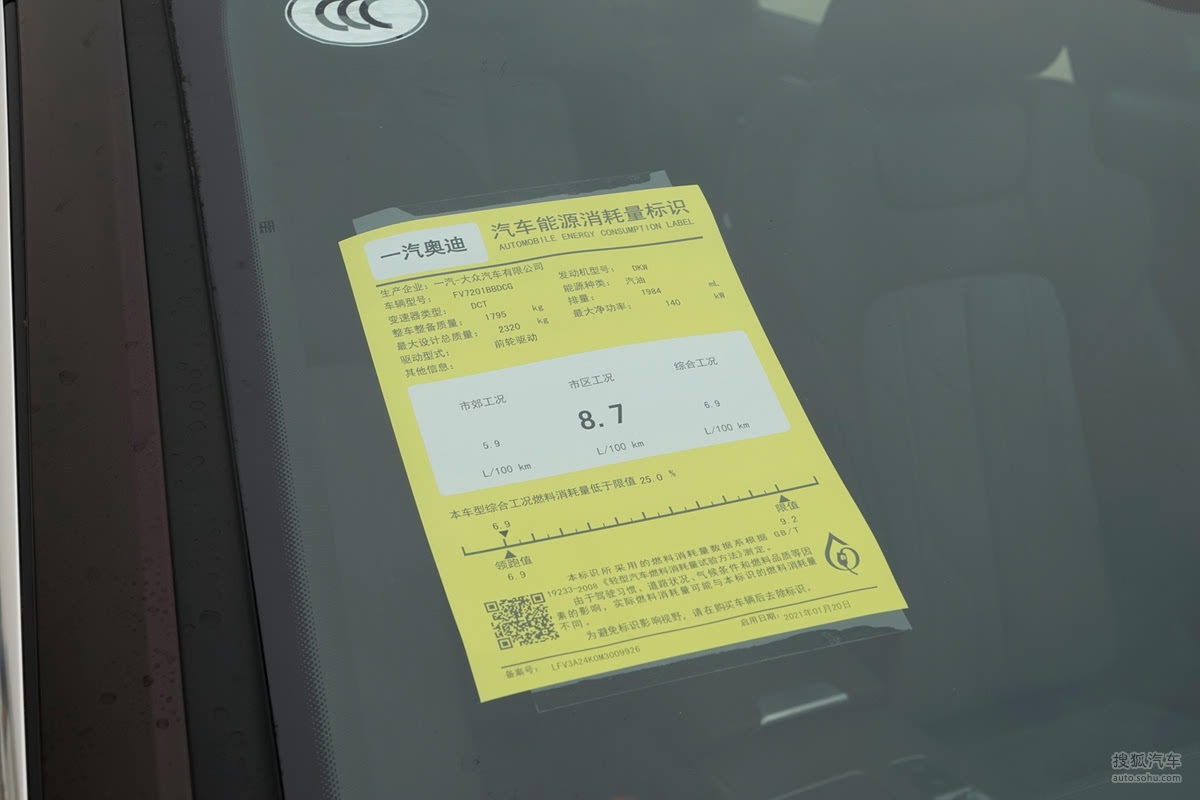 CCC
一汽奥迪
汽车能源消耗量标识
AUTOMOBILE ENERGY CONSUMPTION LABEL
生产企业: 一汽-大众汽车有限公司
车辆型号: FV7201BBDCG 发动机型号: DKW
变速器类型: DCT 能源种类: 汽油
整车整备质量: 1795 kg 排量: 1984 mL
最大设计总质量: 2320 kg 最大净功率: 140 kW
驱动型式: 前轮驱动
其他信息:
市郊工况 市区工况 综合工况
5.9 8.7 6.9
L/100 km L/100 km L/100 km
本车型综合工况燃料消耗量低于限值 25.0 %
6.9
领跑值 限值
6.9 9.2
本标识所采用的燃料消耗量数据系根据 GB/T
19233-2008《轻型汽车燃料消耗量试验方法》测定。
由于驾驶习惯、道路状况、气候条件和燃料品质等因
素的影响，实际燃料消耗量可能与本标识的燃料消耗量
不同。
为避免标识影响视野，请在购买车辆后去除标识。
启用日期: 2021年01月20日
备案号: LFV3A24K0M3009926
搜狐汽车
auto.sohu.com